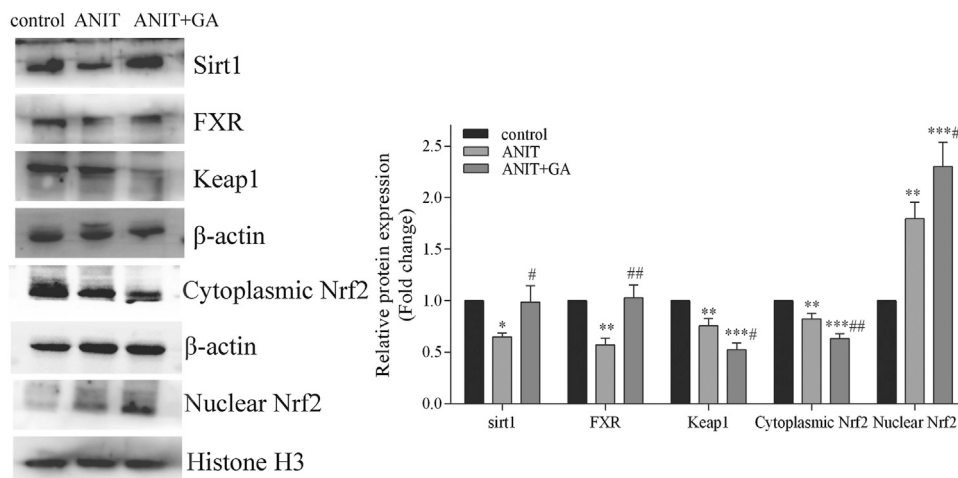 control ANIT ANIT+GA
Sirt1
FXR
Keap1
β-actin
Cytoplasmic Nrf2
β-actin
Nuclear Nrf2
Histone H3
Relative protein expression
(Fold change)
2.5
2.0
1.5
1.0
0.5
0.0
control
ANIT
ANIT+GA
* #
** ##
** ***#
** ***##
** ***#
sirt1 FXR Keap1 Cytoplasmic Nrf2 Nuclear Nrf2